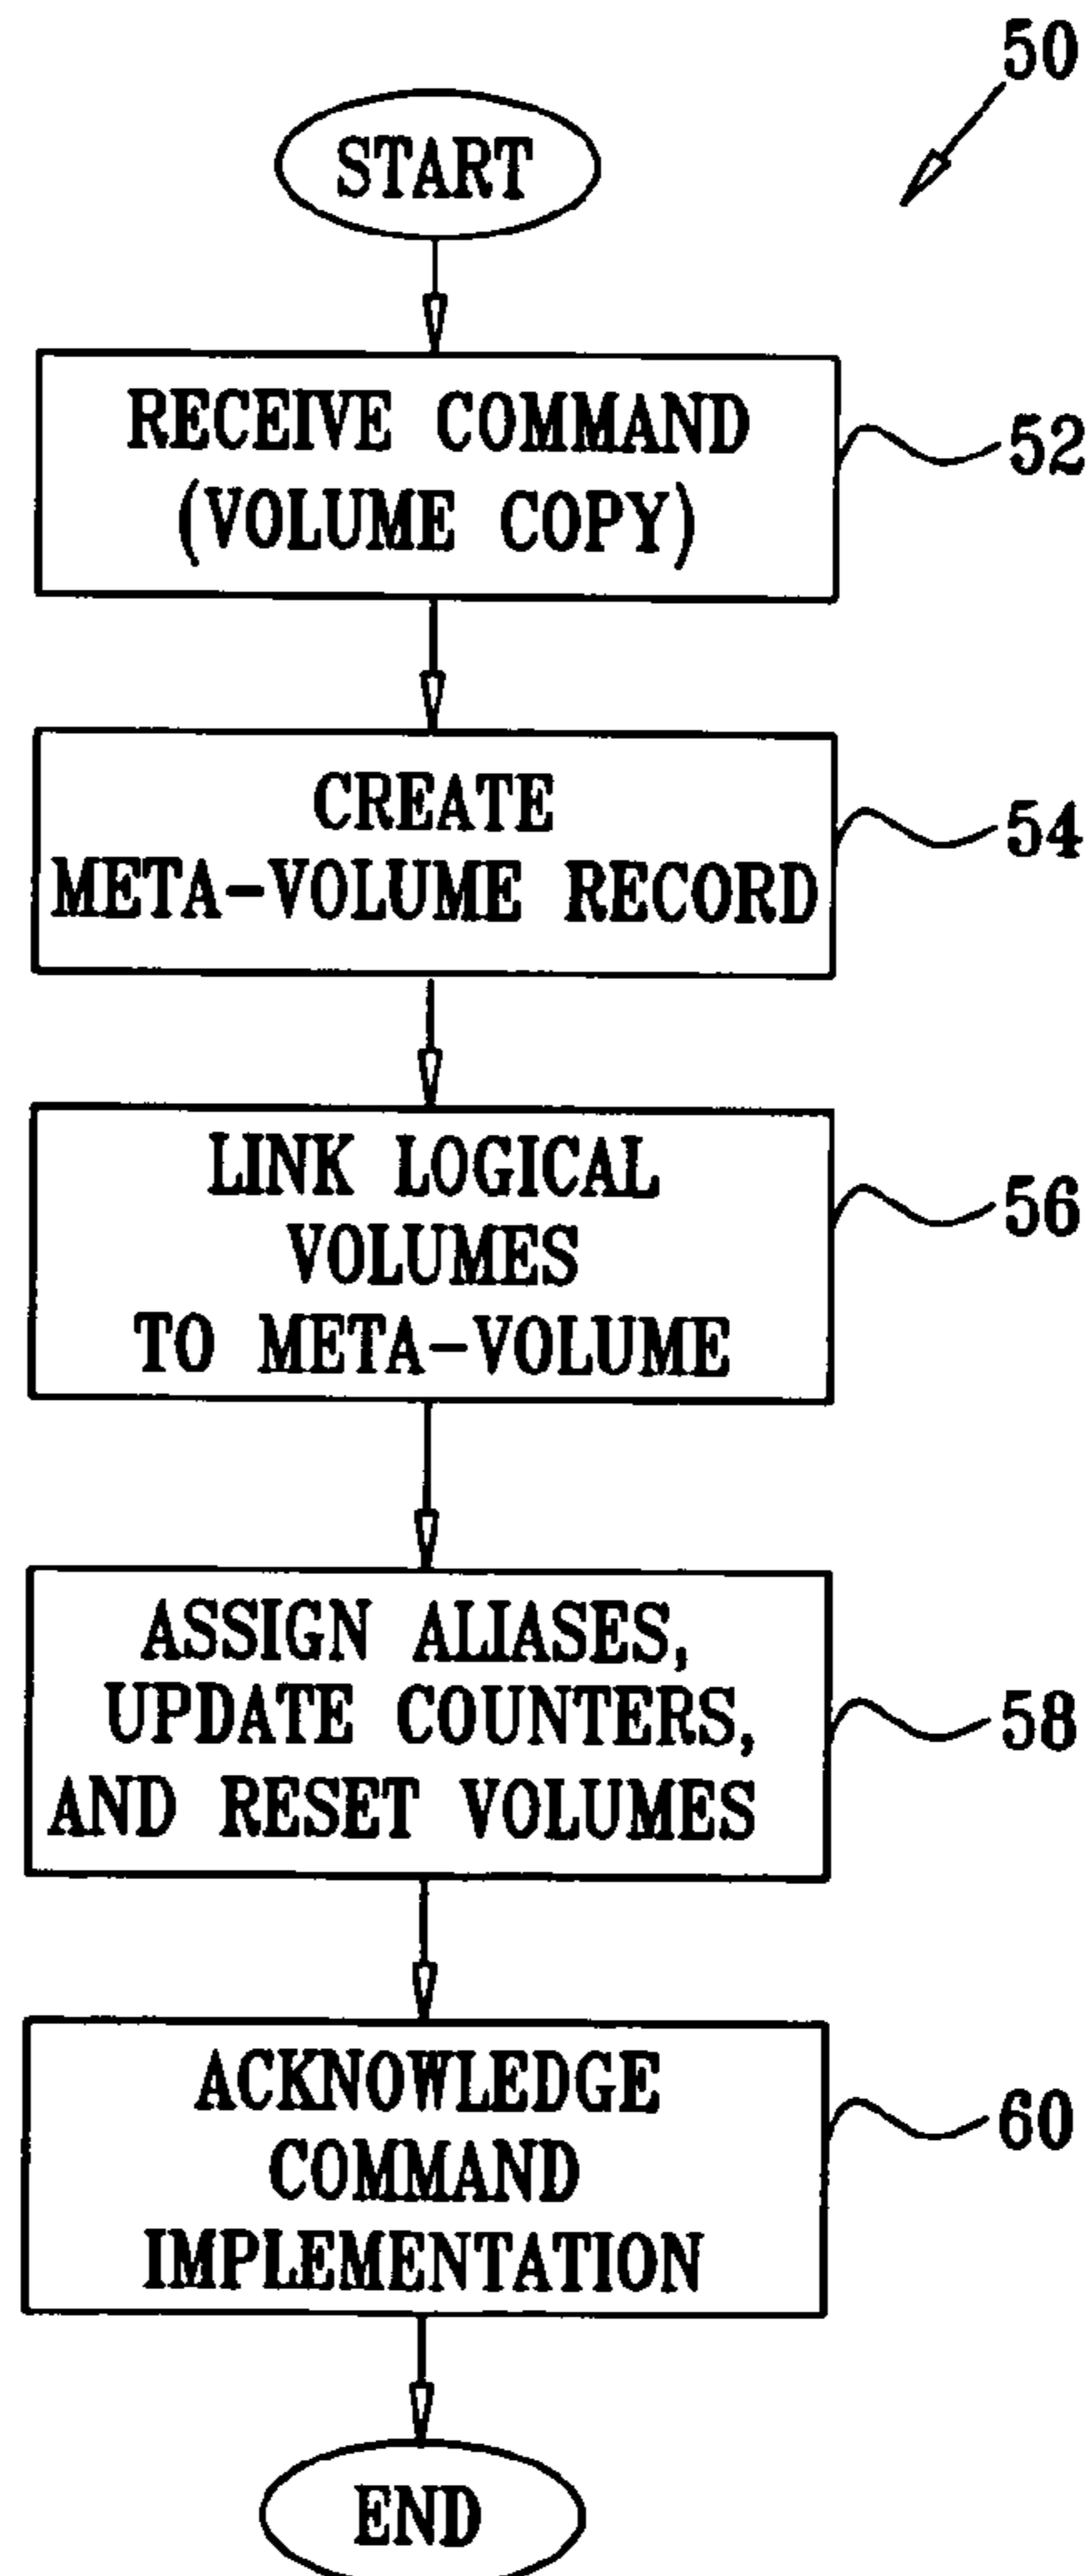 50
START
RECEIVE COMMAND
(VOLUME COPY)
52
CREATE
META-VOLUME RECORD
54
LINK LOGICAL
VOLUMES
TO META-VOLUME
56
ASSIGN ALIASES,
UPDATE COUNTERS,
AND RESET VOLUMES
58
ACKNOWLEDGE
COMMAND
IMPLEMENTATION
60
END